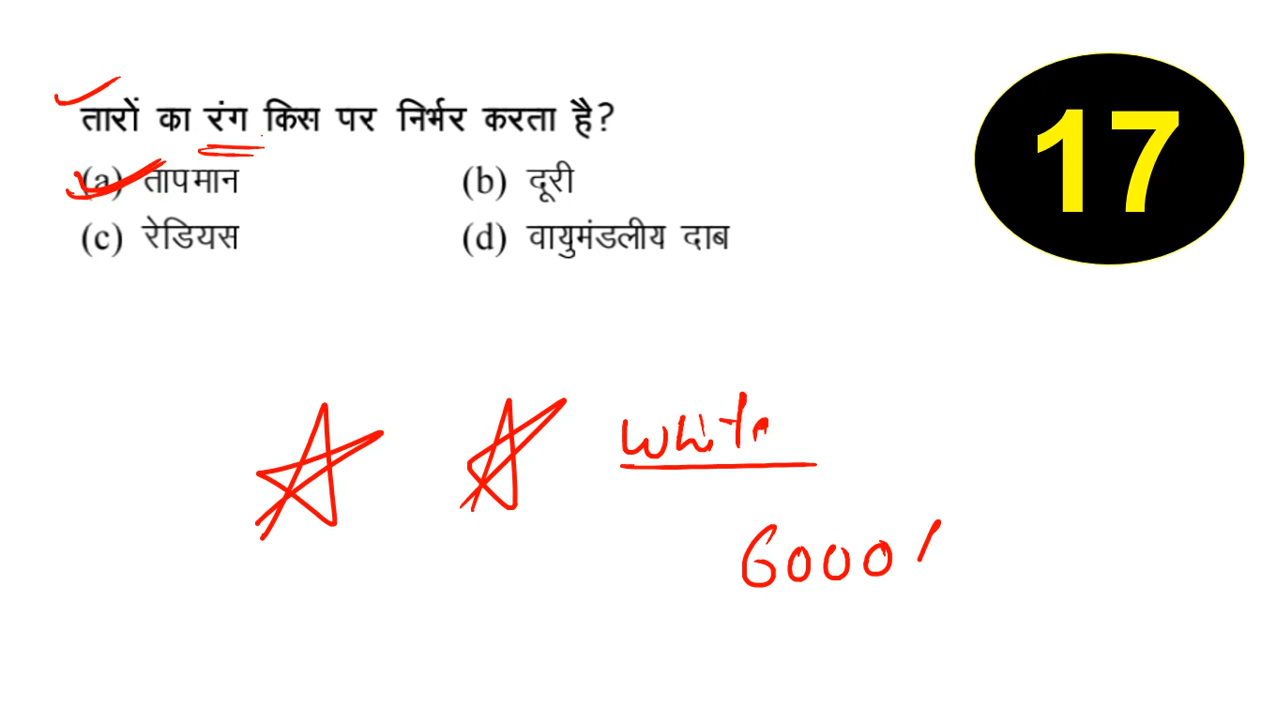 तारों का रंग किस पर निर्भर करता है?
(a) तापमान
(b) दूरी
(c) रेडियस
(d) वायुमंडलीय दाब
17
White
6000